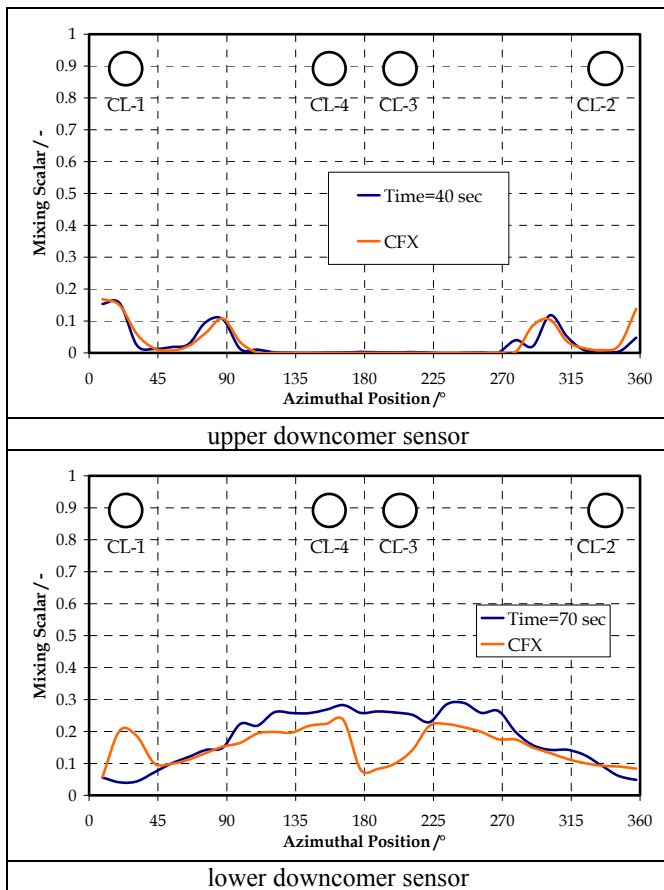 1
0.9
0.8
0.7
0.6
0.5
0.4
0.3
0.2
0.1
0
Mixing Scalar / -
CL-1
CL-4
CL-3
CL-2
Time=40 sec
CFX
0 45 90 135 180 225 270 315 360
Azimuthal Position /°
upper downcomer sensor
1
0.9
0.8
0.7
0.6
0.5
0.4
0.3
0.2
0.1
0
Mixing Scalar / -
CL-1
CL-4
CL-3
CL-2
Time=70 sec
CFX
0 45 90 135 180 225 270 315 360
Azimuthal Position /°
lower downcomer sensor